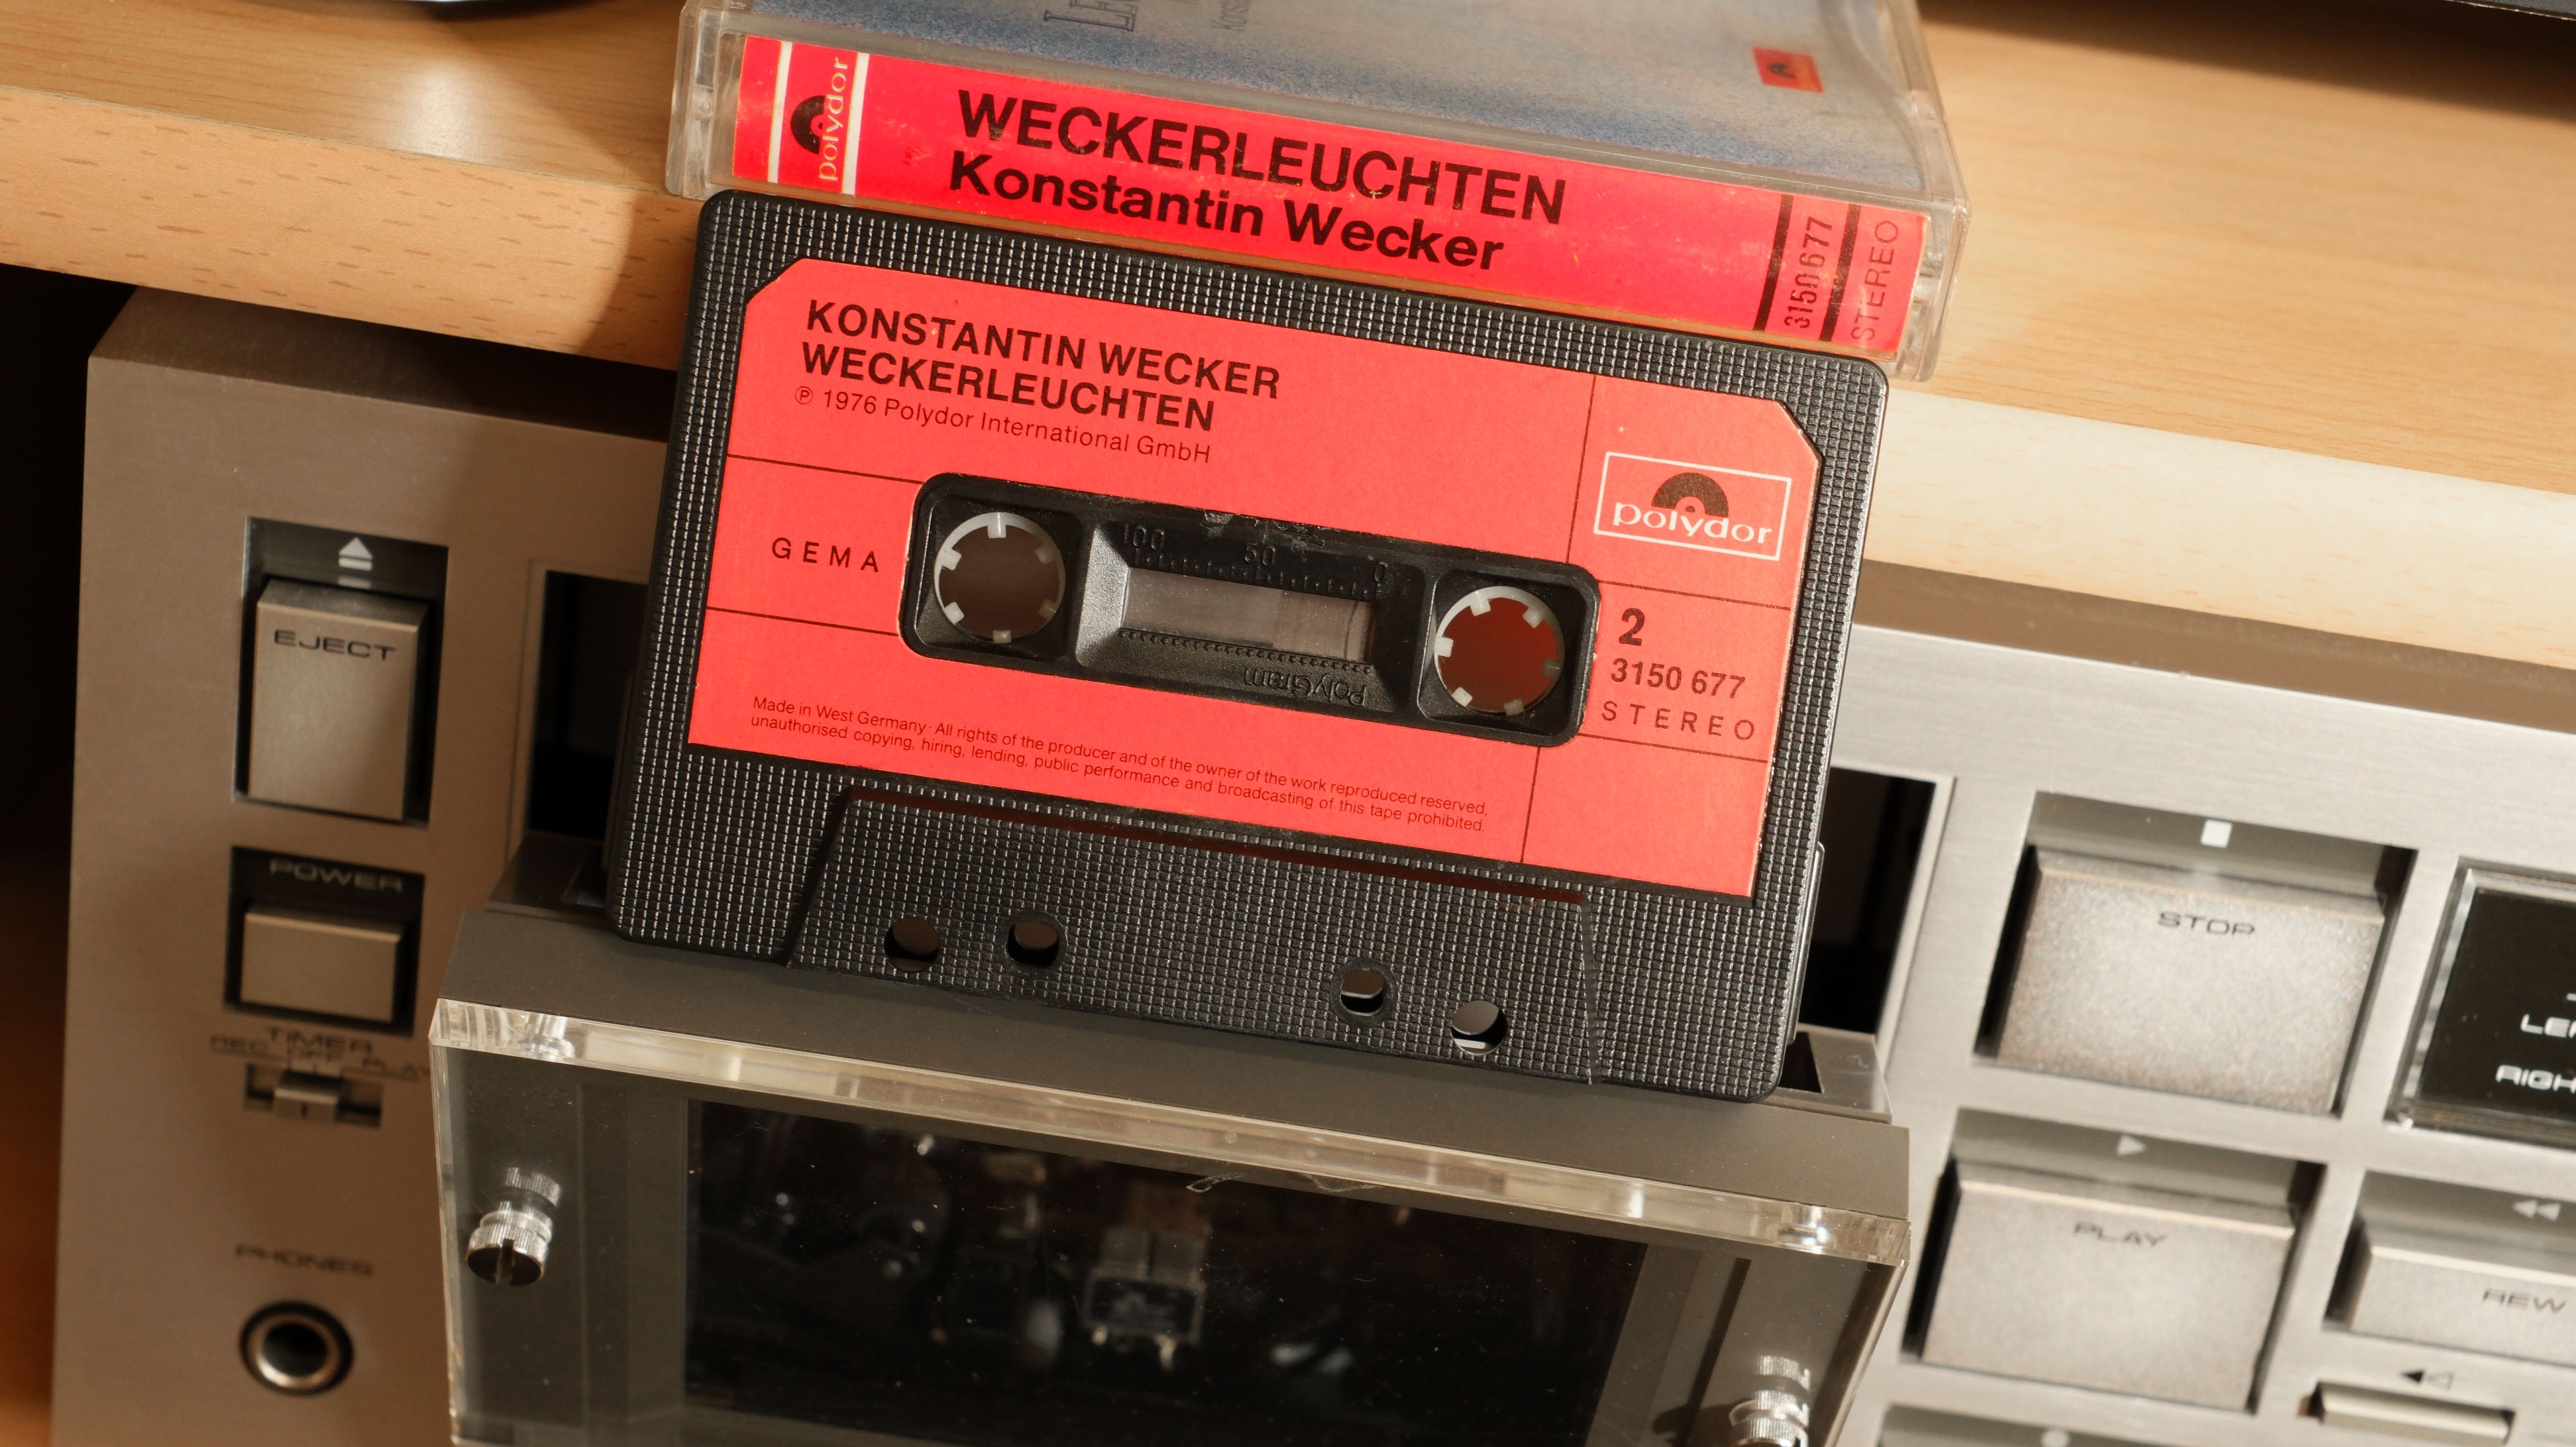 polydor
WECKERLEUCHTEN
Konstantin Wecker
3150 677
STEREO
KONSTANTIN WECKER
WECKERLEUCHTEN
℗ 1976 Polydor International GmbH
polydor
GEMA
100 50 0
PolyGram
2
3150 677
STEREO
Made in West Germany · All rights of the producer and of the owner of the work reproduced reserved,
unauthorised copying, hiring, lending, public performance and broadcasting of this tape prohibited.
EJECT
POWER
TIMER
REC OFF PLAY
PHONES
STOP
PLAY
REW